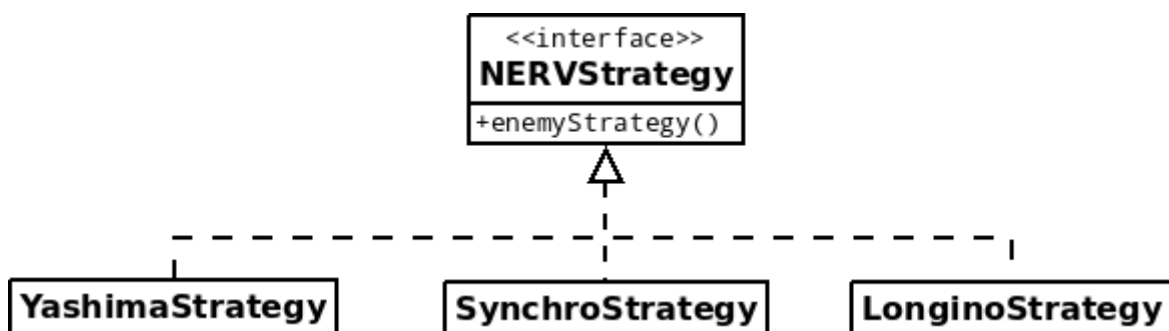 <<interface>>
NERVStrategy
+enemyStrategy()
YashimaStrategy
SynchroStrategy
LonginoStrategy